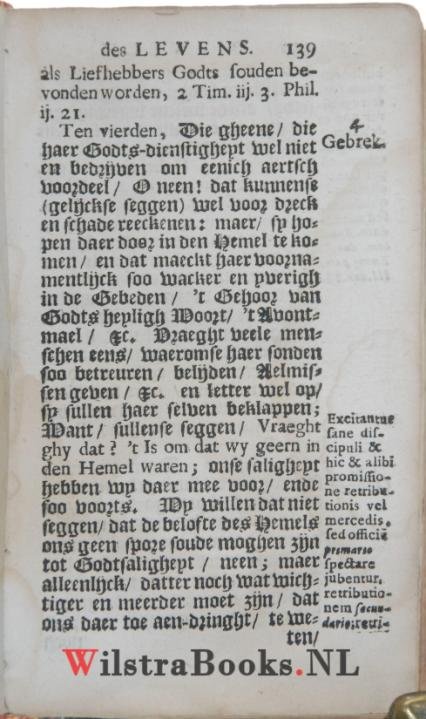 des LEVENS. 139
als Liefhebbers Godts souden be-
vonden worden, 2 Tim. iij. 3. Phil.
ij. 21.
Ten vierden, Die gheene/ die
haer Godts-dienstigheyt wel niet
en bedrijven om eenich aertsch
voordeel/ O neen! dat kunnense
(gelijckse seggen) wel voor dreck
en schade reeckenen: maer/ sy ho-
pen daer door in den Hemel te ko-
men/ en dat maeckt haer voorna-
mentlijck soo wacker en yverigh
in de Gebeden/ 't Gehoor van
Godts heyligh Woort/ 't Avont-
mael/ &c. Vraeght veele men-
schen eens/ waeromse haer sonden
soo betreuren/ belijden/ Aelmis-
sen geven/ &c. en letter wel op/
sy sullen haer selven beklappen;
Want/ sullense seggen/ Vraeght
ghy dat? 't Is om dat wy geern in
den Hemel waren; onse saligheyt
hebben wy daer mee voor/ ende
soo voorts. Wy willen dat niet
seggen/ dat de belofte des Hemels
ons geen spore soude moghen zijn
tot Godtsaligheyt/ neen; maer
alleenlijck/ datter noch wat wich-
tiger en meerder moet zijn/ dat
ons daer toe aen-dringht/ te we-
ten/
4
Gebrek.
Excitantur
sane dis-
cipuli &
hic & alibi
promissio-
ne retribu-
tionis vel
mercedis,
sed officii
primario
spectare
jubentur,
retributio-
nem secun-
dario; retri-
WilstraBooks.NL